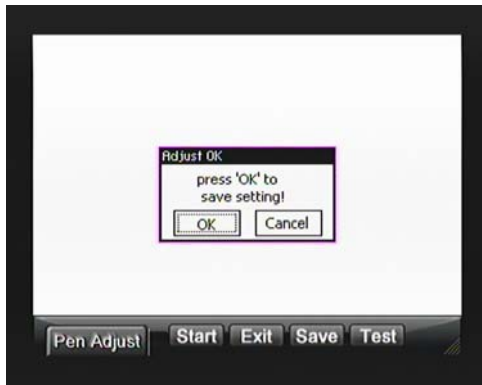 Adjust OK
press 'OK' to
save setting!
OK Cancel
Pen Adjust Start Exit Save Test